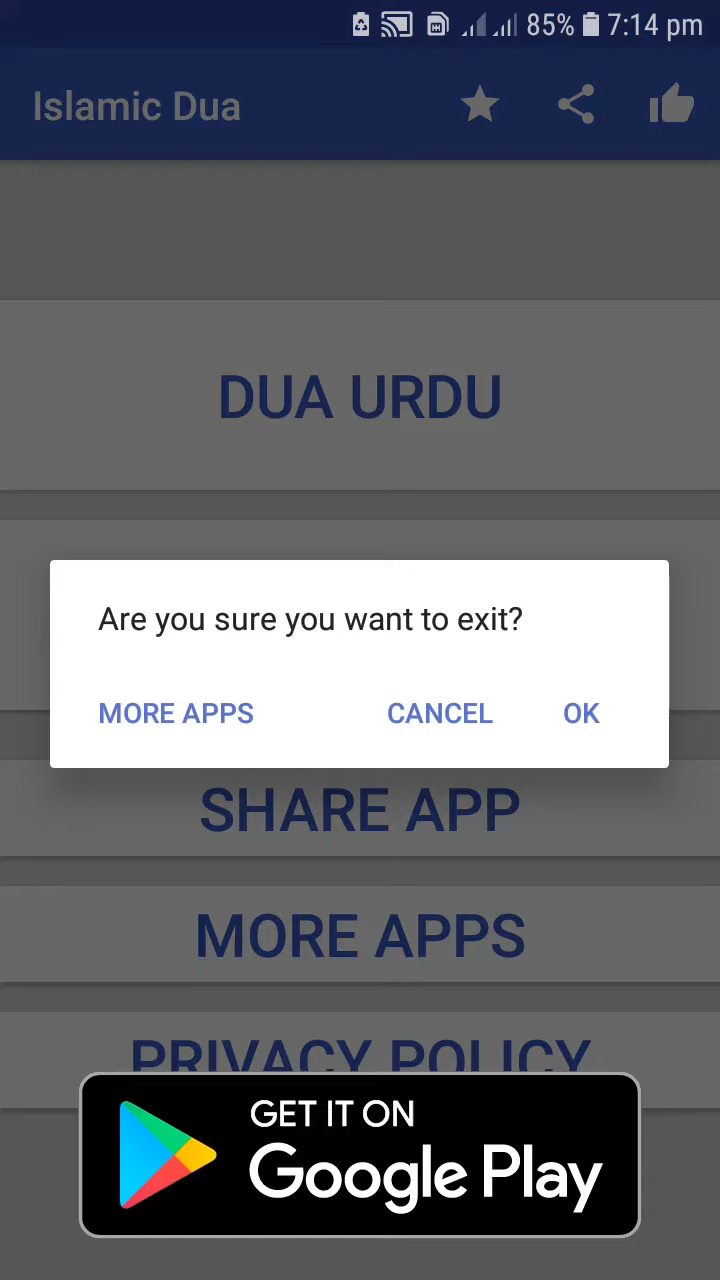 85% 7:14 pm
Islamic Dua
DUA URDU
Are you sure you want to exit?
MORE APPS CANCEL OK
SHARE APP
MORE APPS
PRIVACY POLICY
GET IT ON
Google Play